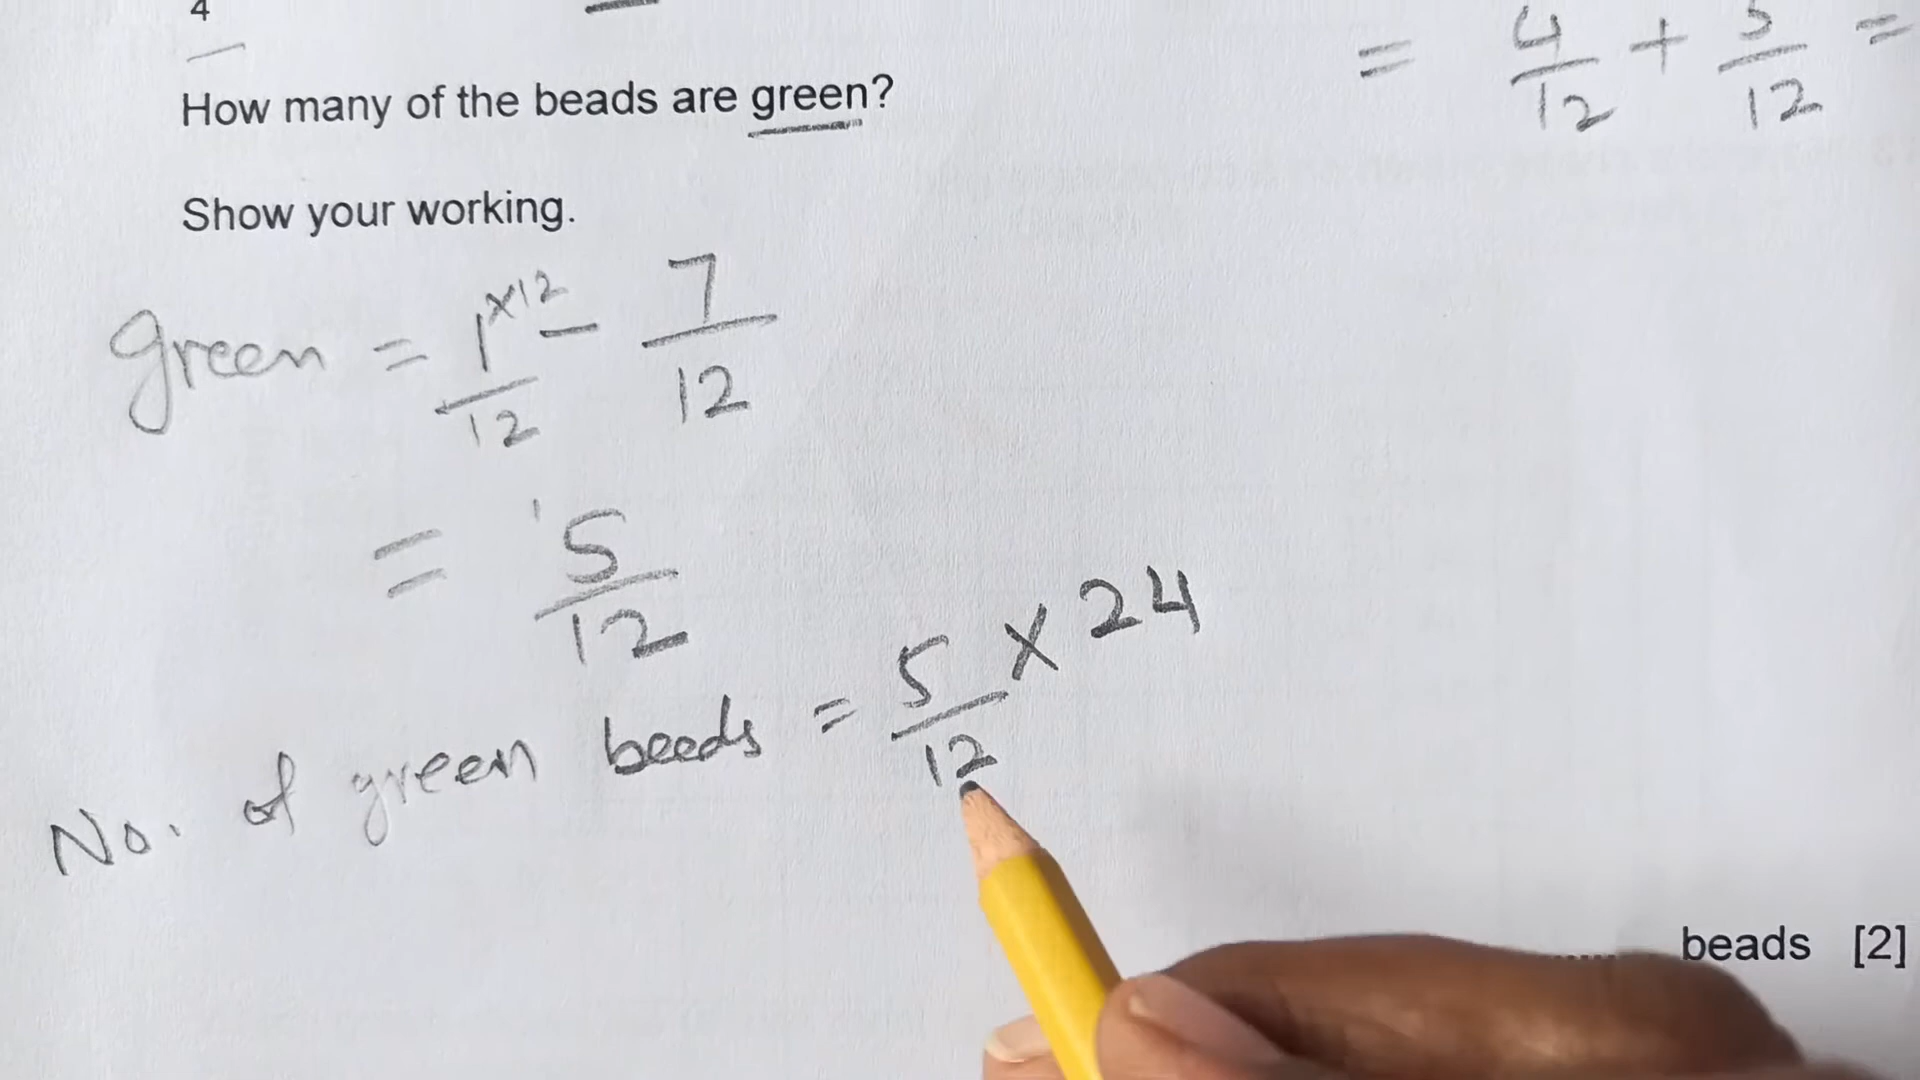 4
= 4/12 + 3/12 =
How many of the beads are green?
Show your working.
green = 1×12/12 − 7/12
= 5/12
No. of green beeds = 5/12 × 24
beads [2]